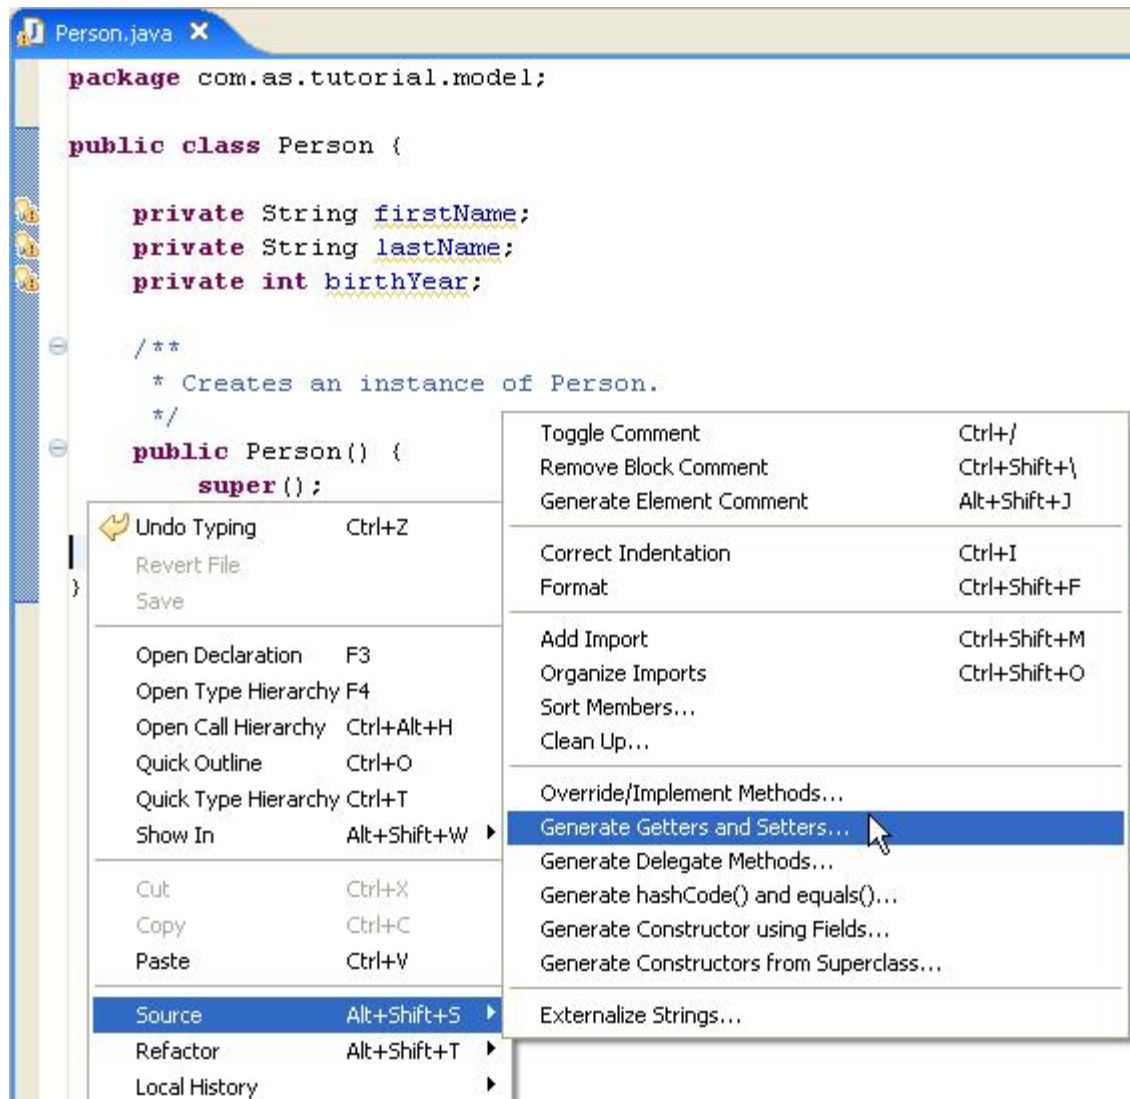 Person.java
package com.as.tutorial.model;
public class Person {
private String firstName;
private String lastName;
private int birthYear;
/**
* Creates an instance of Person.
*/
public Person() {
super();
}
Undo Typing Ctrl+Z
Revert File
Save
Open Declaration F3
Open Type Hierarchy F4
Open Call Hierarchy Ctrl+Alt+H
Quick Outline Ctrl+O
Quick Type Hierarchy Ctrl+T
Show In Alt+Shift+W
Cut Ctrl+X
Copy Ctrl+C
Paste Ctrl+V
Source Alt+Shift+S
Refactor Alt+Shift+T
Local History
Toggle Comment Ctrl+/
Remove Block Comment Ctrl+Shift+\
Generate Element Comment Alt+Shift+J
Correct Indentation Ctrl+I
Format Ctrl+Shift+F
Add Import Ctrl+Shift+M
Organize Imports Ctrl+Shift+O
Sort Members...
Clean Up...
Override/Implement Methods...
Generate Getters and Setters...
Generate Delegate Methods...
Generate hashCode() and equals()...
Generate Constructor using Fields...
Generate Constructors from Superclass...
Externalize Strings...